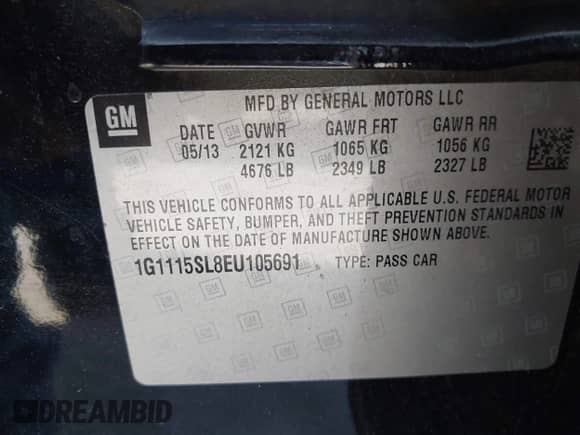 GM
MFD BY GENERAL MOTORS LLC
DATE GVWR GAWR FRT GAWR RR
05/13 2121 KG 1065 KG 1056 KG
4676 LB 2349 LB 2327 LB
THIS VEHICLE CONFORMS TO ALL APPLICABLE U.S. FEDERAL MOTOR
VEHICLE SAFETY, BUMPER, AND THEFT PREVENTION STANDARDS IN
EFFECT ON THE DATE OF MANUFACTURE SHOWN ABOVE.
1G1115SL8EU105691 TYPE: PASS CAR
DREAMBID